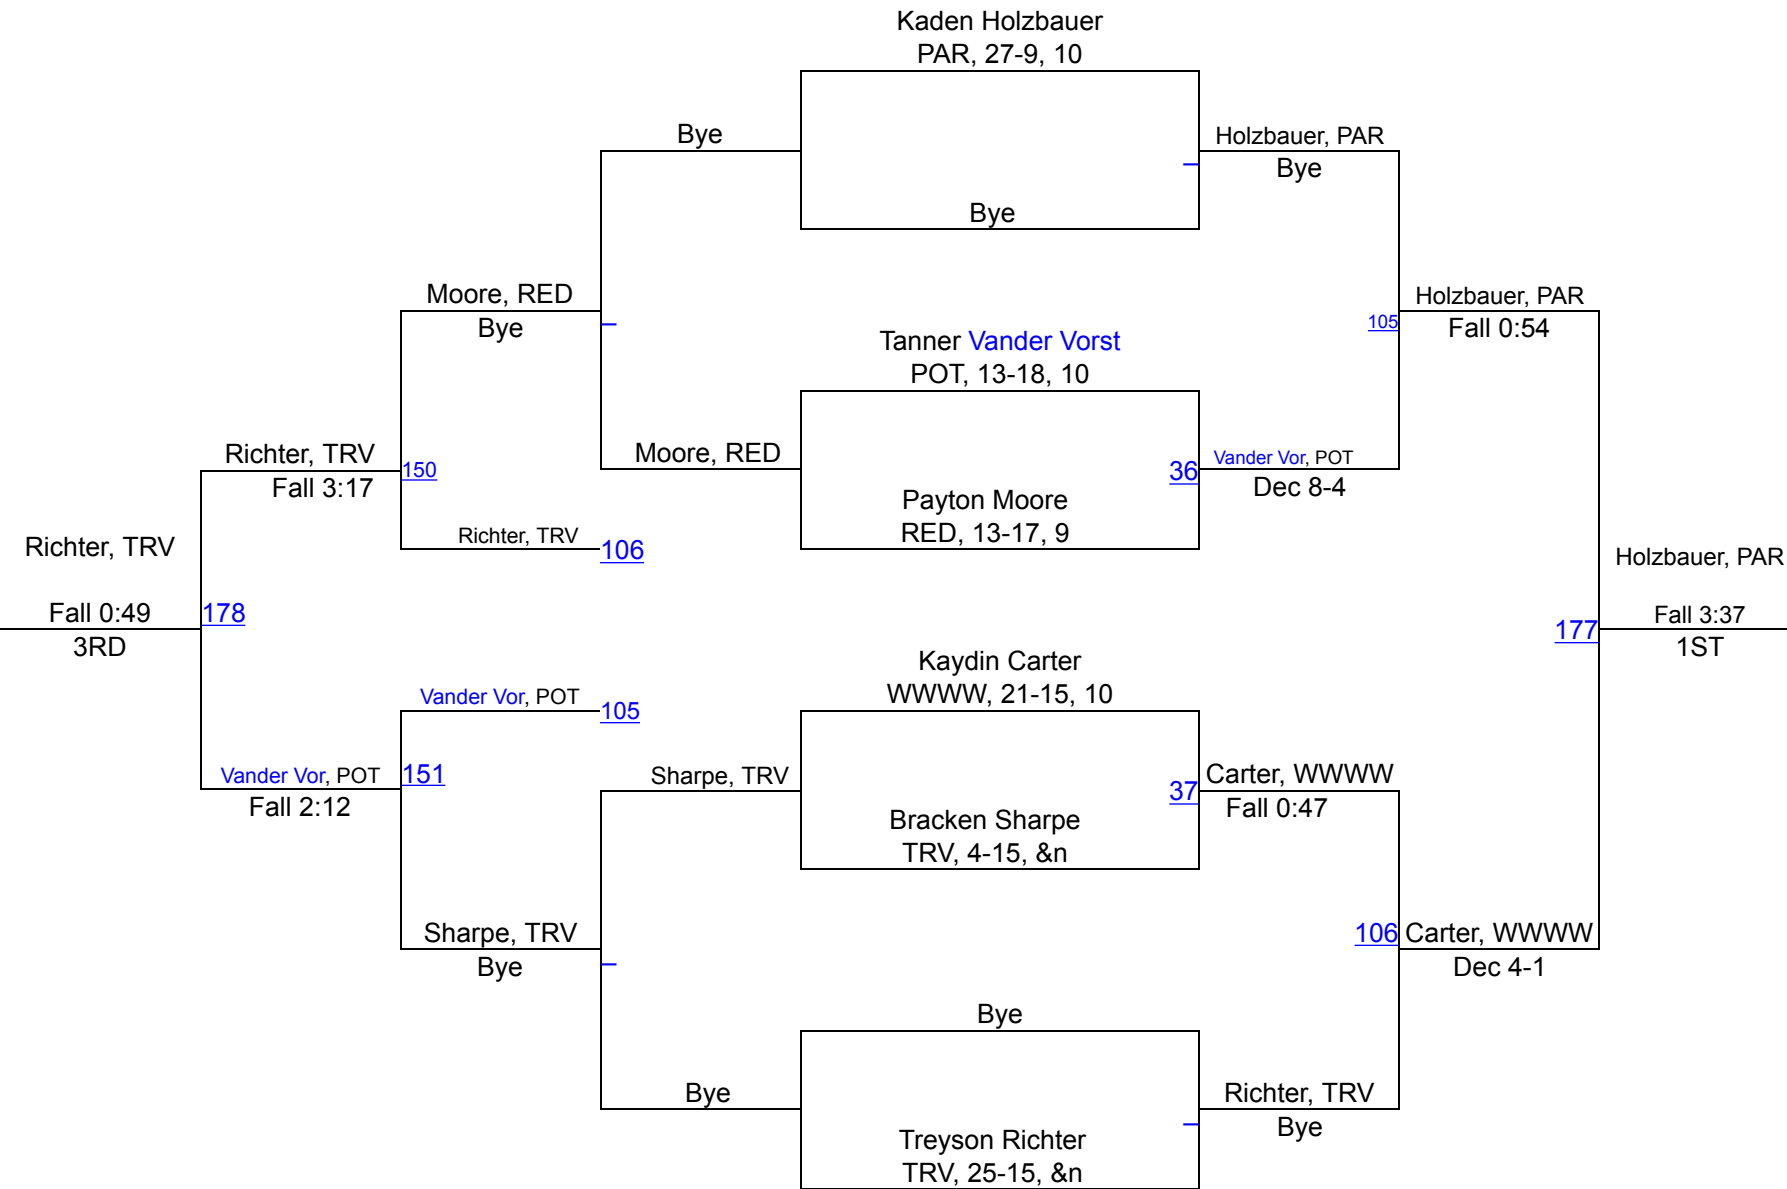 Kaden Holzbauer
PAR, 27-9, 10
Bye
Holzbauer, PAR
Bye
Bye
Moore, RED
Bye
Holzbauer, PAR
105
Fall 0:54
Tanner Vander Vorst
POT, 13-18, 10
Richter, TRV
150
Fall 3:17
Moore, RED
36
Vander Vor, POT
Dec 8-4
Payton Moore
RED, 13-17, 9
Richter, TRV
106
Richter, TRV
Fall 0:49
178
3RD
Holzbauer, PAR
177
Fall 3:37
1ST
Kaydin Carter
WWWW, 21-15, 10
Vander Vor, POT
105
Vander Vor, POT
151
Fall 2:12
Sharpe, TRV
37
Carter, WWWW
Fall 0:47
Bracken Sharpe
TRV, 4-15, &n
Sharpe, TRV
Bye
106
Carter, WWWW
Dec 4-1
Bye
Bye
Richter, TRV
Bye
Treyson Richter
TRV, 25-15, &n